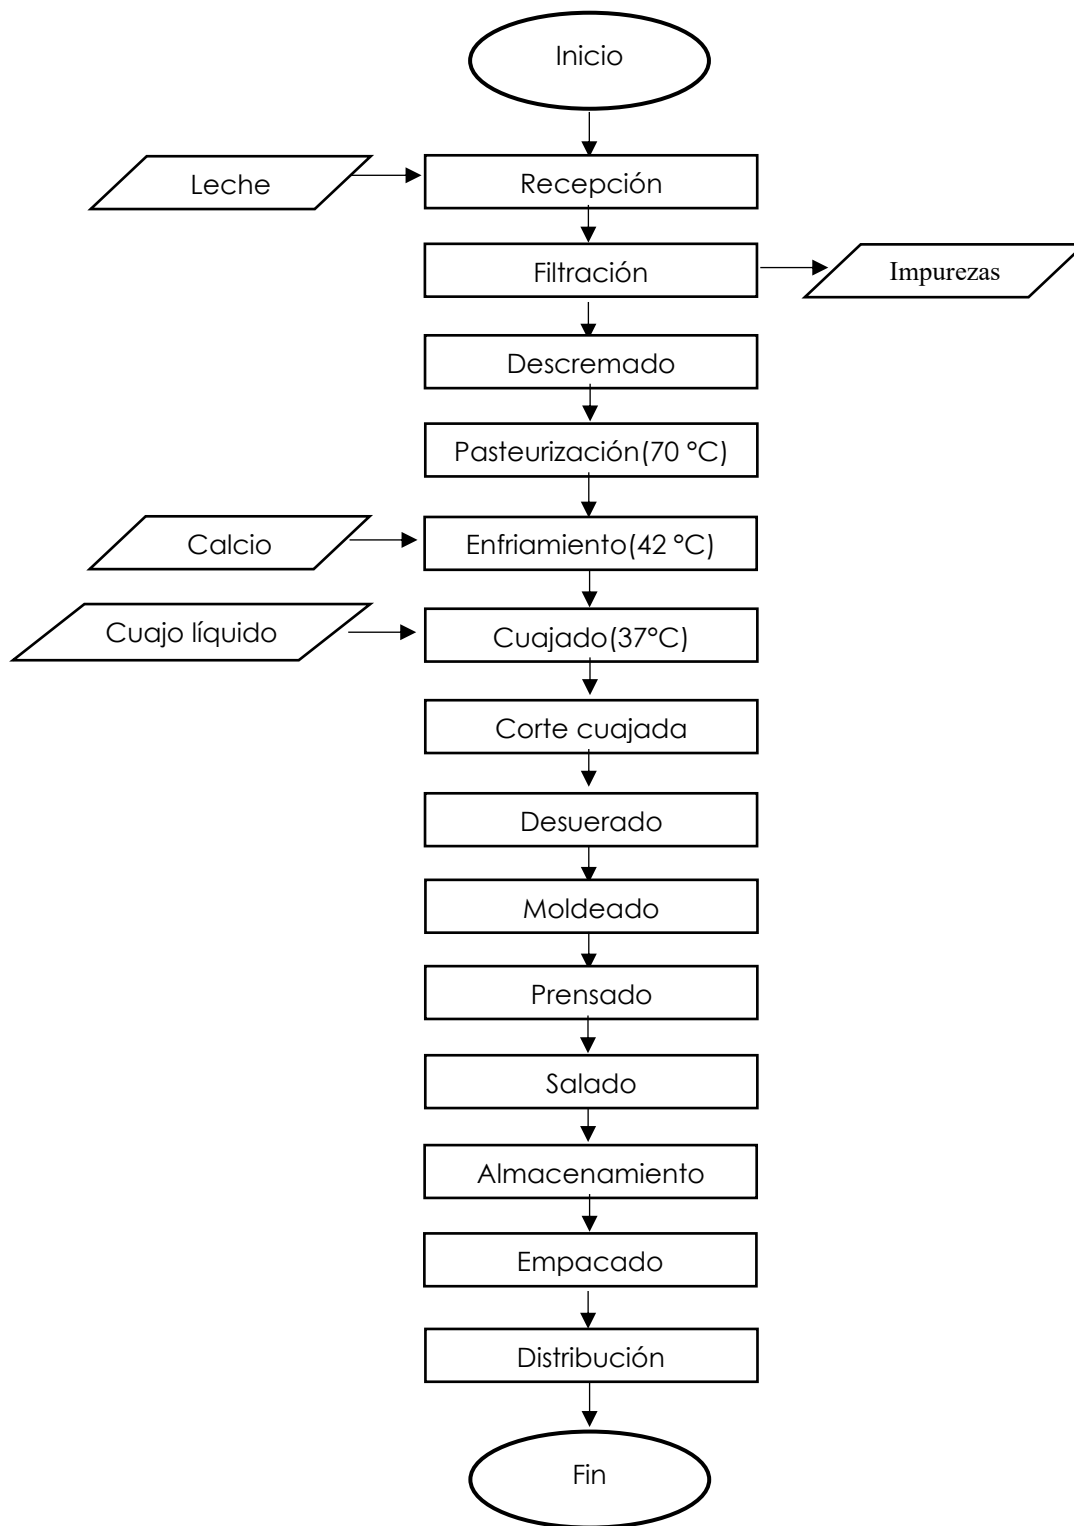 Inicio
Leche
Recepción
Filtración
Impurezas
Descremado
Pasteurización(70 °C)
Calcio
Enfriamiento(42 °C)
Cuajo líquido
Cuajado(37°C)
Corte cuajada
Desuerado
Moldeado
Prensado
Salado
Almacenamiento
Empacado
Distribución
Fin